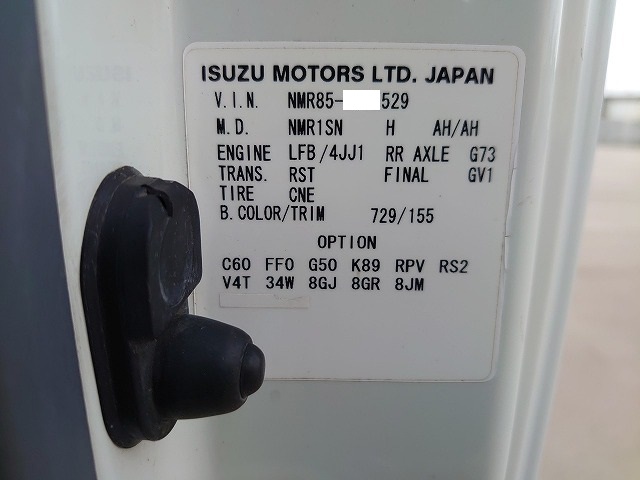 ISUZU MOTORS LTD. JAPAN
V.I.N. NMR85- 529
M.D. NMR1SN H AH/AH
ENGINE LFB/4JJ1 RR AXLE G73
TRANS. RST FINAL GV1
TIRE CNE
B.COLOR/TRIM 729/155
OPTION
C60 FF0 G50 K89 RPV RS2
V4T 34W 8GJ 8GR 8JM